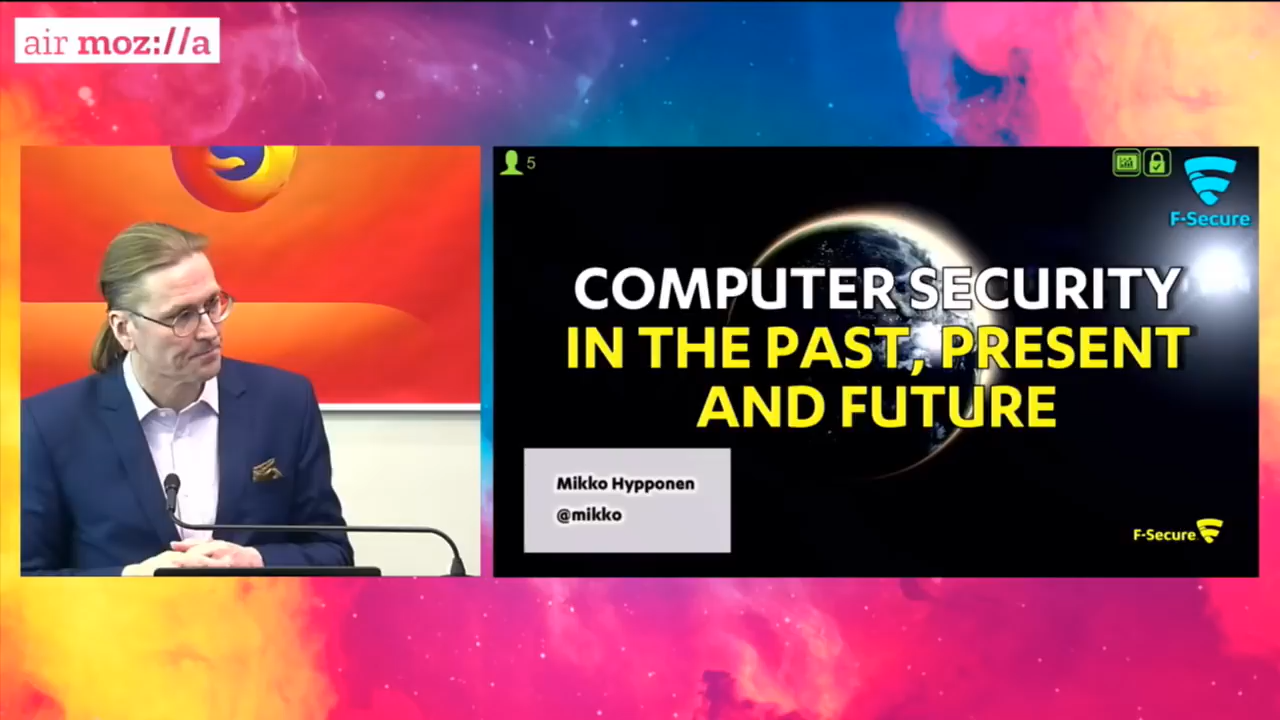 air moz://a
5
F-Secure
COMPUTER SECURITY
IN THE PAST, PRESENT
AND FUTURE
Mikko Hypponen
@mikko
F-Secure